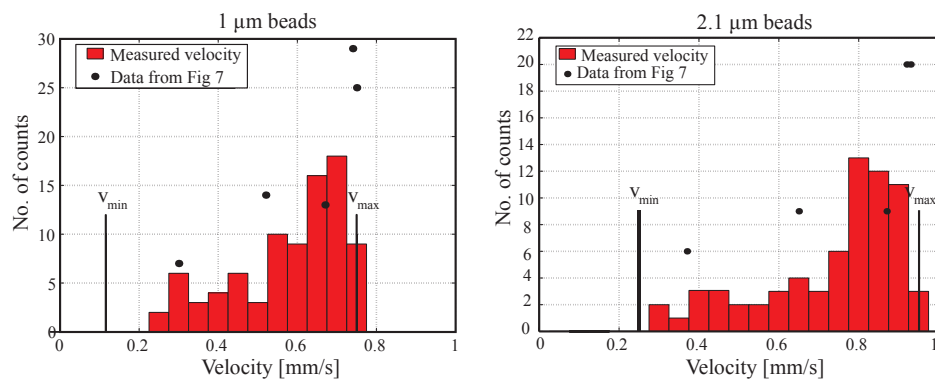 1 µm beads
30
25
20
15
10
5
0
No. of counts
Measured velocity
Data from Fig 7
v_min
v_max
0 0.2 0.4 0.6 0.8 1
Velocity [mm/s]
2.1 µm beads
22
20
18
16
14
12
10
8
6
4
2
0
No. of counts
Measured velocity
Data from Fig 7
v_min
v_max
0 0.2 0.4 0.6 0.8 1
Velocity [mm/s]